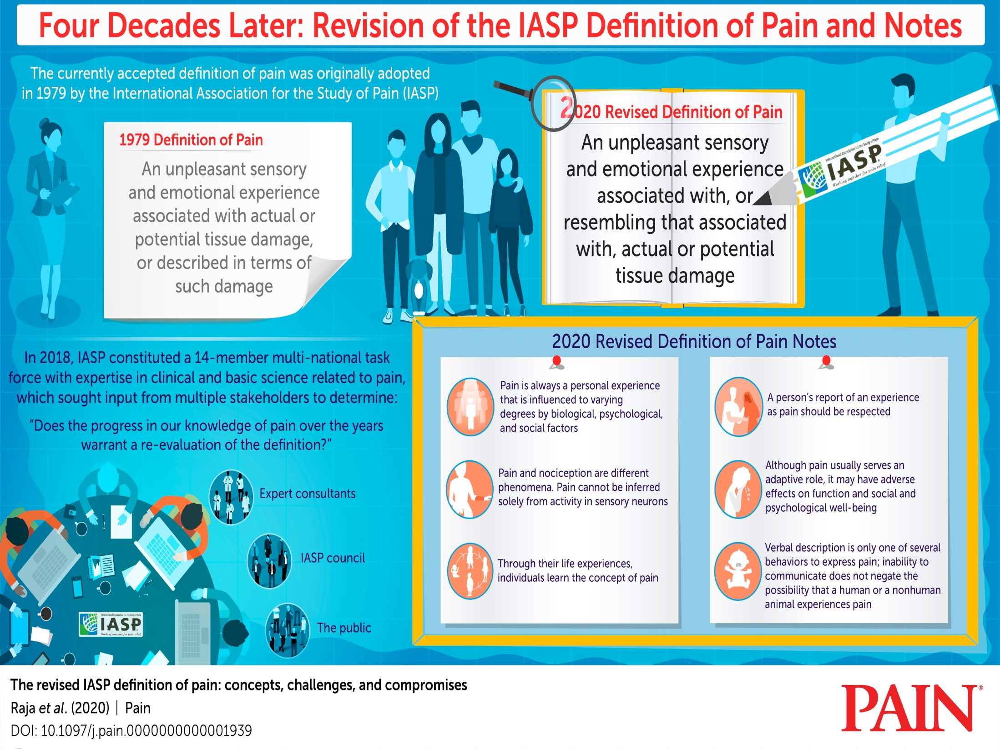 Four Decades Later: Revision of the IASP Definition of Pain and Notes
The currently accepted definition of pain was originally adopted
in 1979 by the International Association for the Study of Pain (IASP)
1979 Definition of Pain
An unpleasant sensory
and emotional experience
associated with actual or
potential tissue damage,
or described in terms of
such damage
2020 Revised Definition of Pain
An unpleasant sensory
and emotional experience
associated with, or
resembling that associated
with, actual or potential
tissue damage
International Association for the Study of Pain
IASP
Working together for pain relief
In 2018, IASP constituted a 14-member multi-national task
force with expertise in clinical and basic science related to pain,
which sought input from multiple stakeholders to determine:
“Does the progress in our knowledge of pain over the years
warrant a re-evaluation of the definition?”
Expert consultants
IASP council
The public
International Association for the Study of Pain
IASP
Working together for pain relief
2020 Revised Definition of Pain Notes
Pain is always a personal experience
that is influenced to varying
degrees by biological, psychological,
and social factors
Pain and nociception are different
phenomena. Pain cannot be inferred
solely from activity in sensory neurons
Through their life experiences,
individuals learn the concept of pain
A person’s report of an experience
as pain should be respected
Although pain usually serves an
adaptive role, it may have adverse
effects on function and social and
psychological well-being
Verbal description is only one of several
behaviors to express pain; inability to
communicate does not negate the
possibility that a human or a nonhuman
animal experiences pain
The revised IASP definition of pain: concepts, challenges, and compromises
Raja et al. (2020) | Pain
DOI: 10.1097/j.pain.0000000000001939
PAIN®